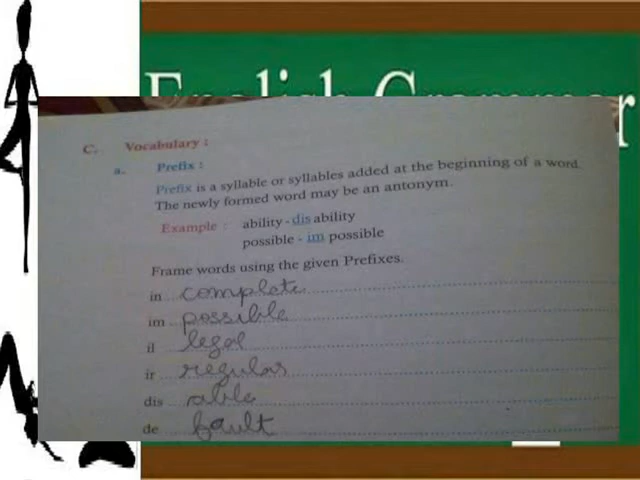 English Grammar
C. Vocabulary :
a. Prefix :
Prefix is a syllable or syllables added at the beginning of a word.
The newly formed word may be an antonym.
Example : ability - dis ability
possible - im possible
Frame words using the given Prefixes.
in complete
im possible
il legal
ir regular
dis able
de fault